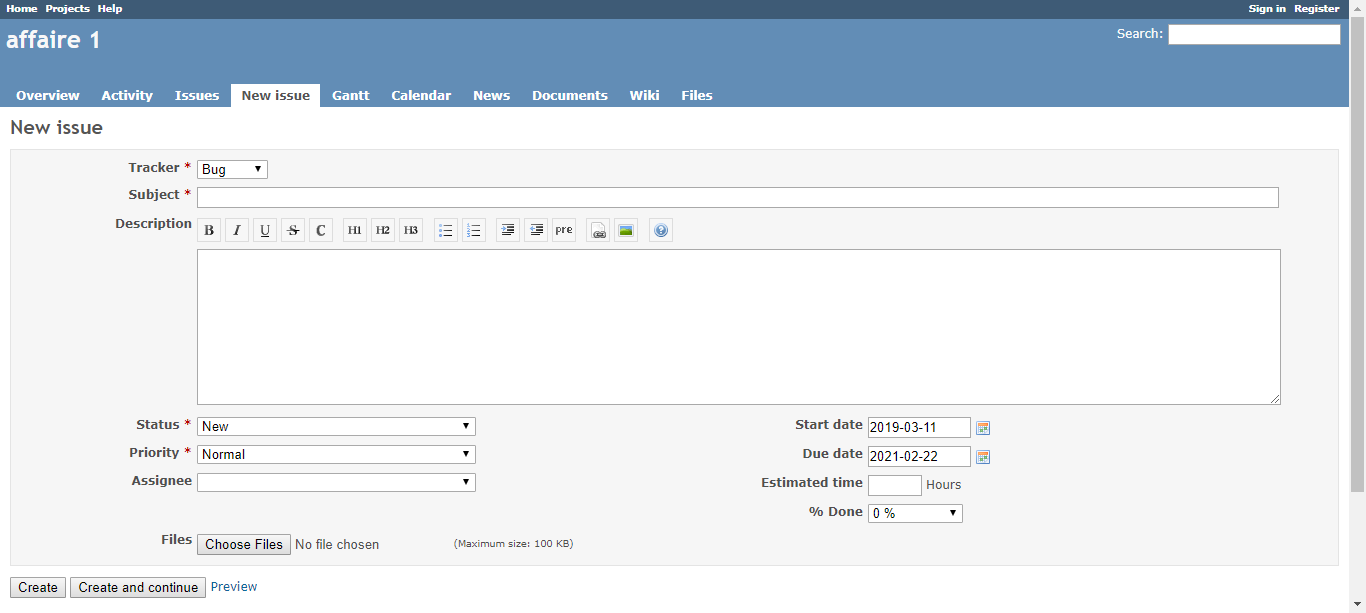 Home Projects Help Sign in Register
affaire 1 Search:
Overview Activity Issues New issue Gantt Calendar News Documents Wiki Files
New issue
Tracker * Bug
Subject *
Description B I U S C H1 H2 H3 pre
Status * New Start date 2019-03-11
Priority * Normal Due date 2021-02-22
Assignee Estimated time Hours
% Done 0 %
Files Choose Files No file chosen (Maximum size: 100 KB)
Create Create and continue Preview